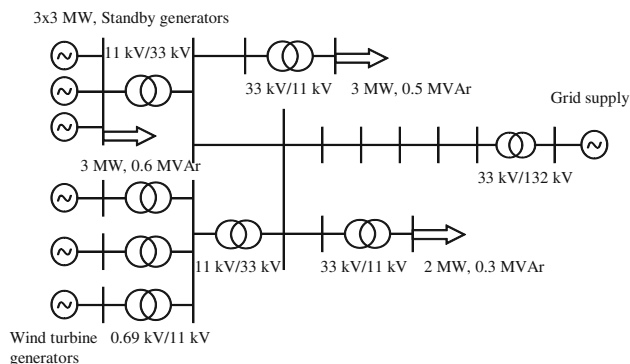 3x3 MW, Standby generators
11 kV/33 kV
33 kV/11 kV
3 MW, 0.5 MVAr
Grid supply
3 MW, 0.6 MVAr
33 kV/132 kV
11 kV/33 kV
33 kV/11 kV
2 MW, 0.3 MVAr
Wind turbine
generators
0.69 kV/11 kV